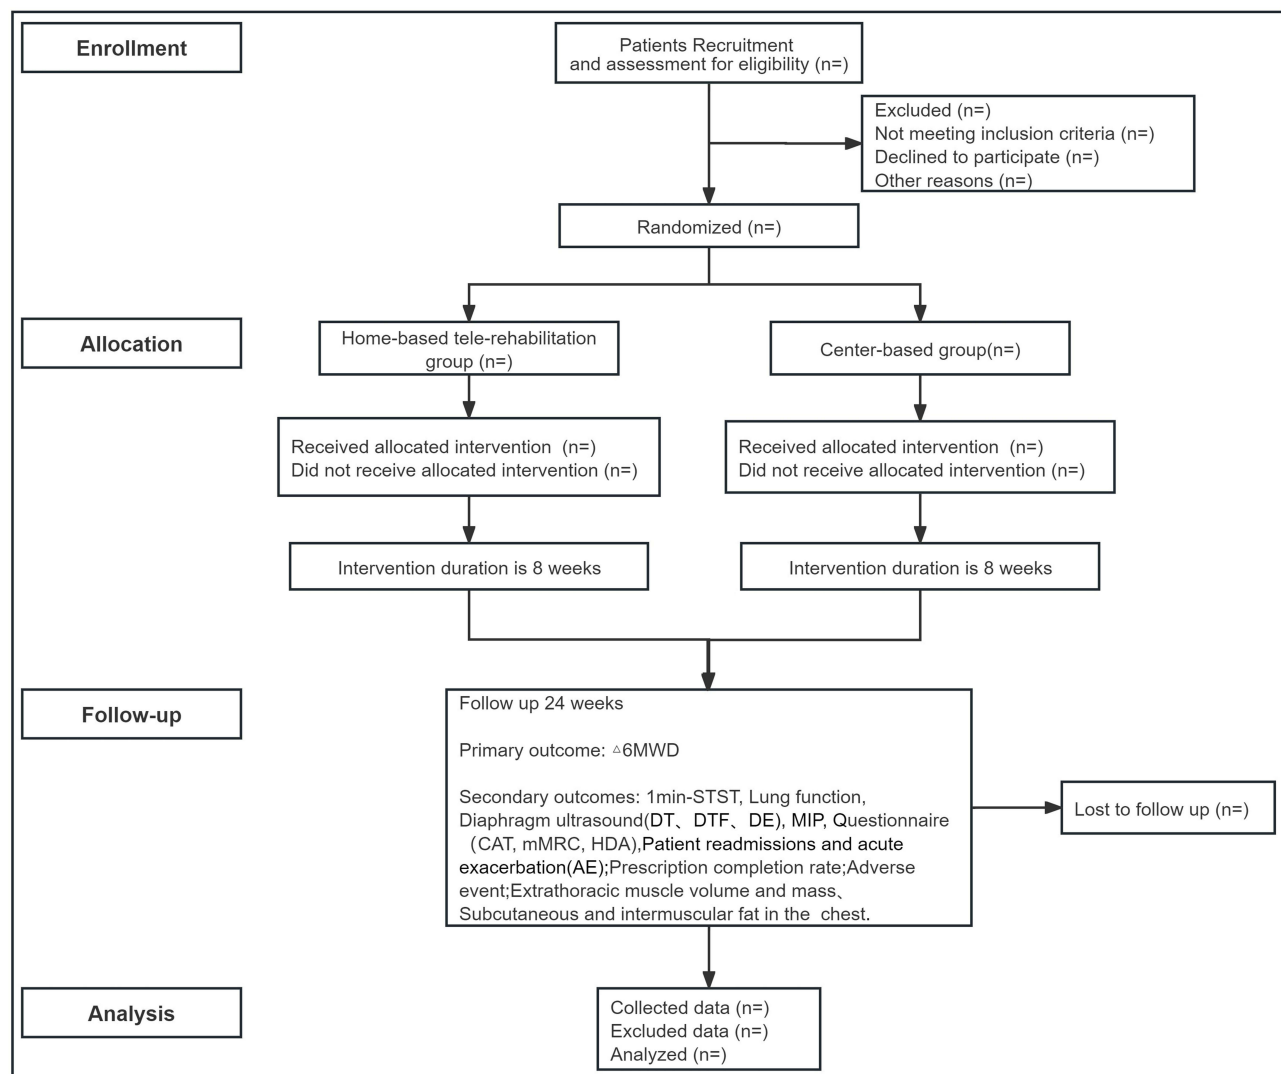 Enrollment
Patients Recruitment
and assessment for eligibility (n=)
Excluded (n=)
Not meeting inclusion criteria (n=)
Declined to participate (n=)
Other reasons (n=)
Randomized (n=)
Allocation
Home-based tele-rehabilitation
group (n=)
Center-based group(n=)
Received allocated intervention  (n=)
Did not receive allocated intervention (n=)
Received allocated intervention  (n=)
Did not receive allocated intervention (n=)
Intervention duration is 8 weeks
Intervention duration is 8 weeks
Follow-up
Follow up 24 weeks
Primary outcome: △6MWD
Secondary outcomes: 1min-STST, Lung function,
Diaphragm ultrasound(DT、DTF、DE), MIP, Questionnaire
（CAT, mMRC, HDA),Patient readmissions and acute
exacerbation(AE);Prescription completion rate;Adverse
event;Extrathoracic muscle volume and mass、
Subcutaneous and intermuscular fat in the  chest.
Lost to follow up (n=)
Analysis
Collected data (n=)
Excluded data (n=)
Analyzed (n=)